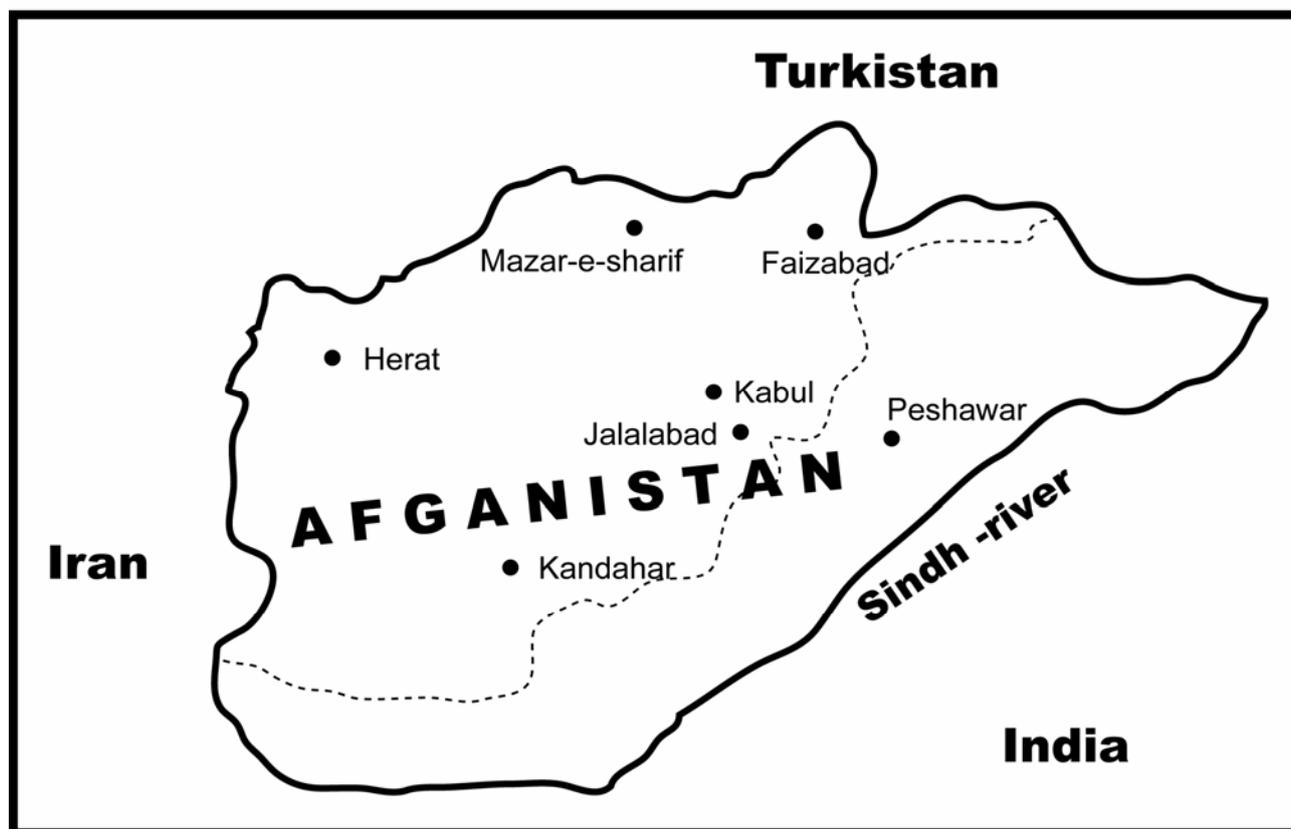 Turkistan
Mazar-e-sharif
Faizabad
Herat
Kabul
Peshawar
Jalalabad
AFGANISTAN
Sindh -river
Iran
Kandahar
India